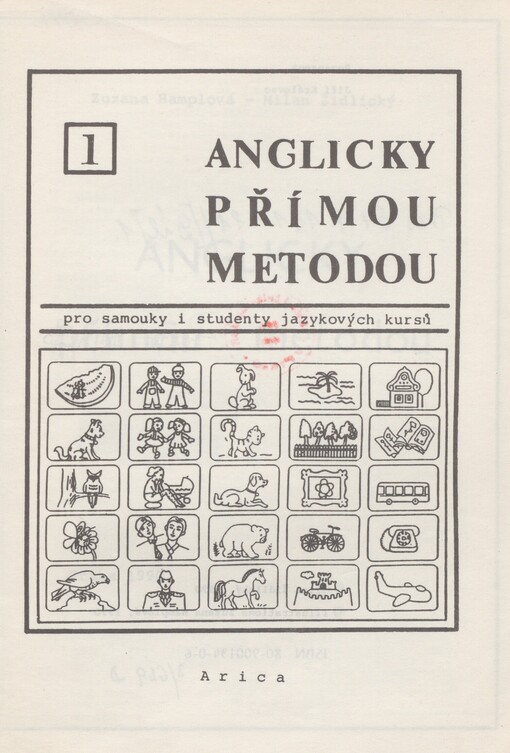 1
ANGLICKY
PŘÍMOU
METODOU
pro samouky i studenty jazykových kursů
Arica